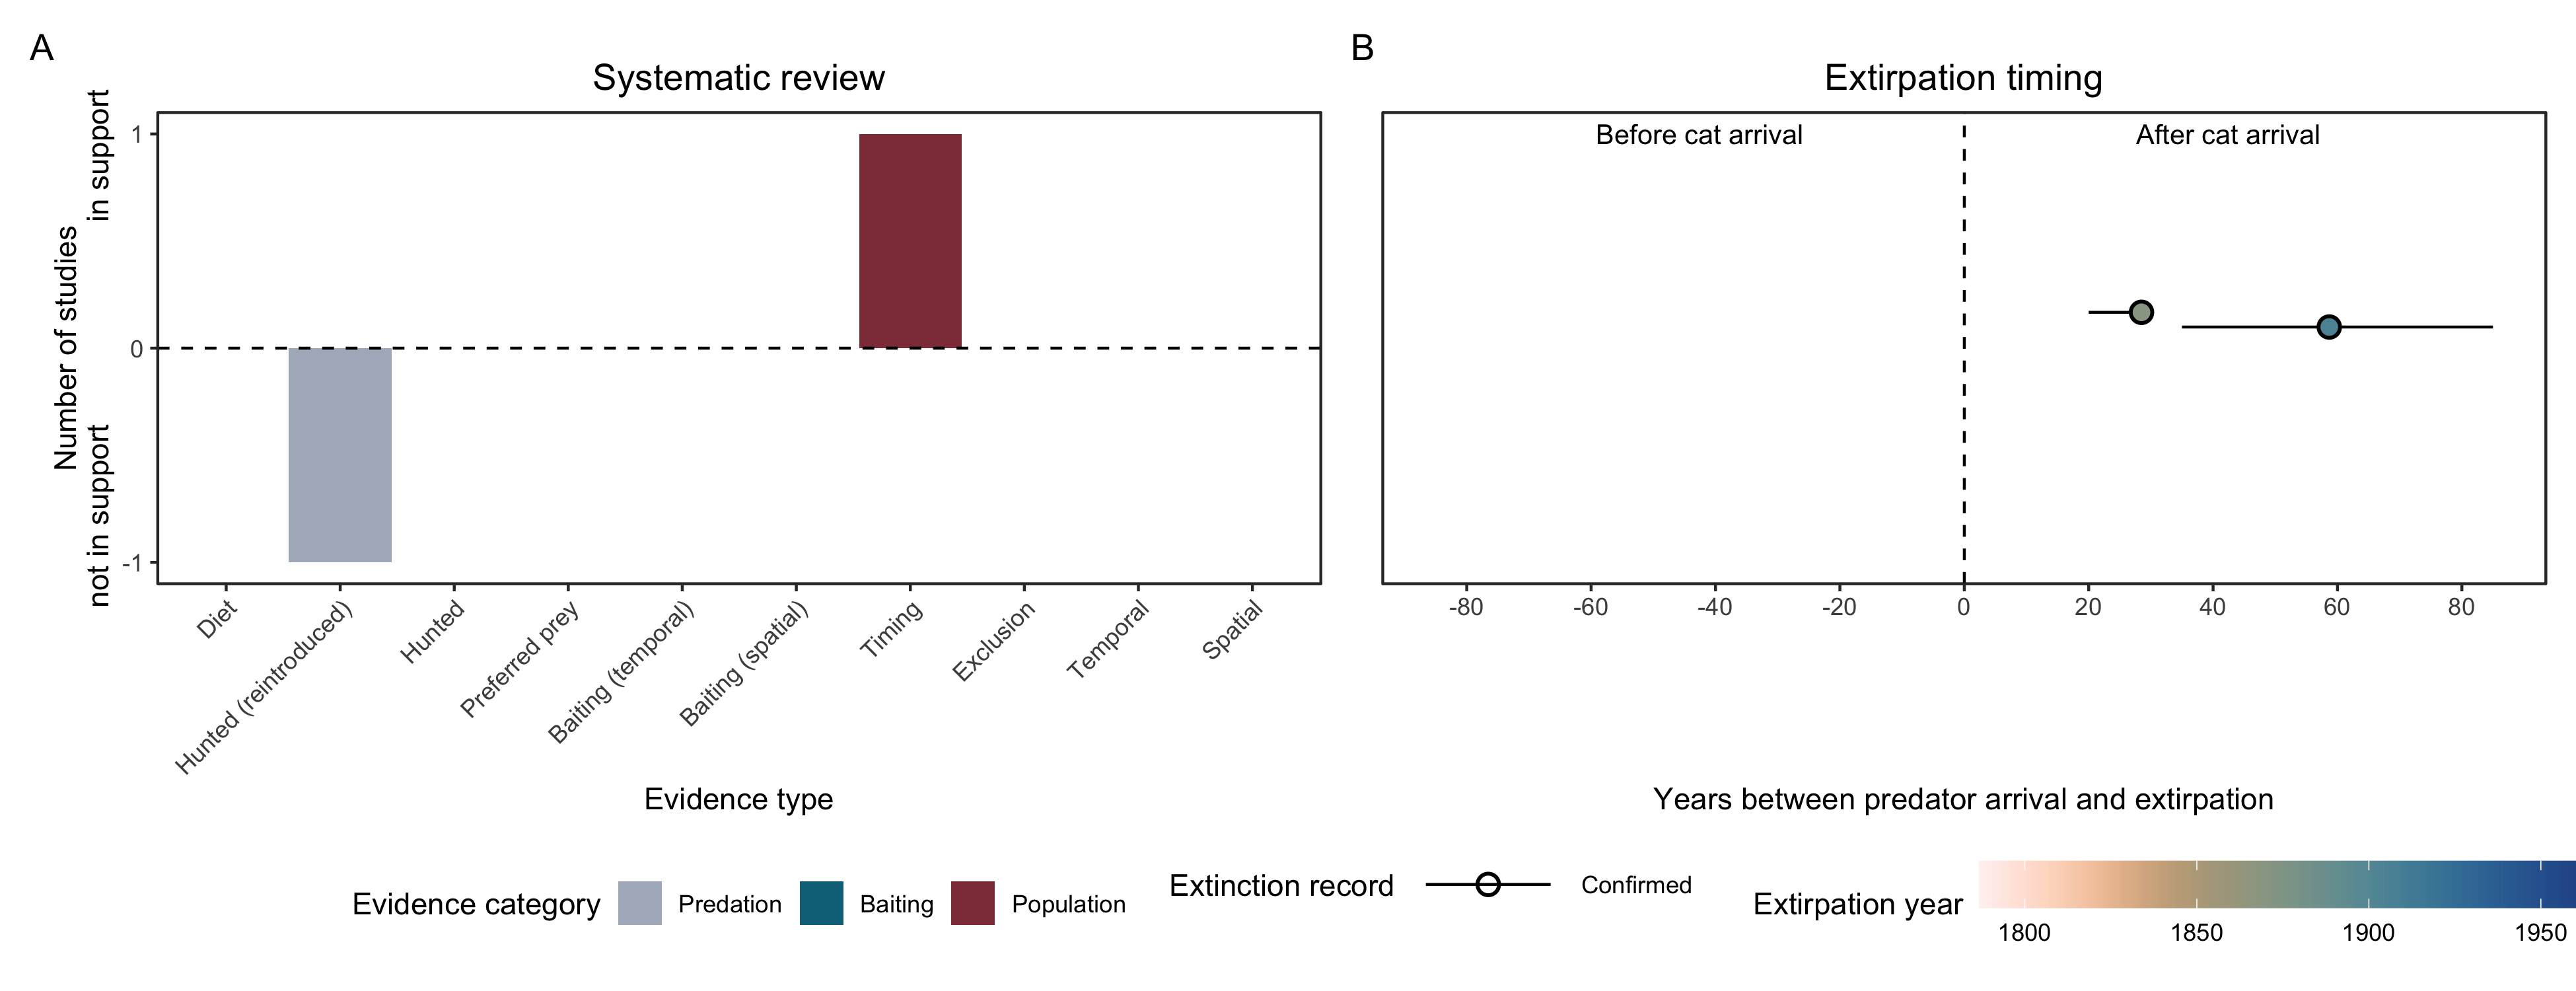 A
Systematic review
Number of studies
not in support
in support
1
0
-1
Diet
Hunted (reintroduced)
Hunted
Preferred prey
Baiting (temporal)
Baiting (spatial)
Timing
Exclusion
Temporal
Spatial
Evidence type
B
Extirpation timing
Before cat arrival
After cat arrival
-80 -60 -40 -20 0 20 40 60 80
Years between predator arrival and extirpation
Evidence category Predation Baiting Population
Extinction record Confirmed
Extirpation year
1800 1850 1900 1950